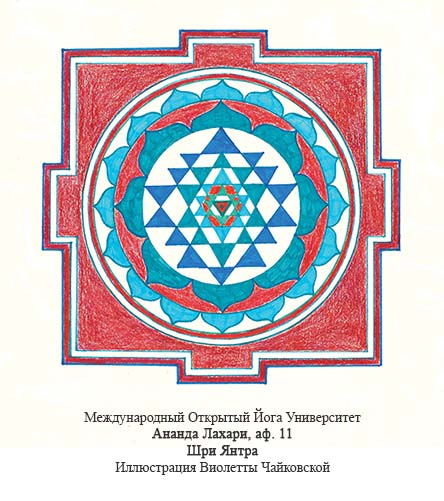 Международный Открытый Йога Университет
Ананда Лахари, аф. 11
Шри Янтра
Иллюстрация Виолетты Чайковской